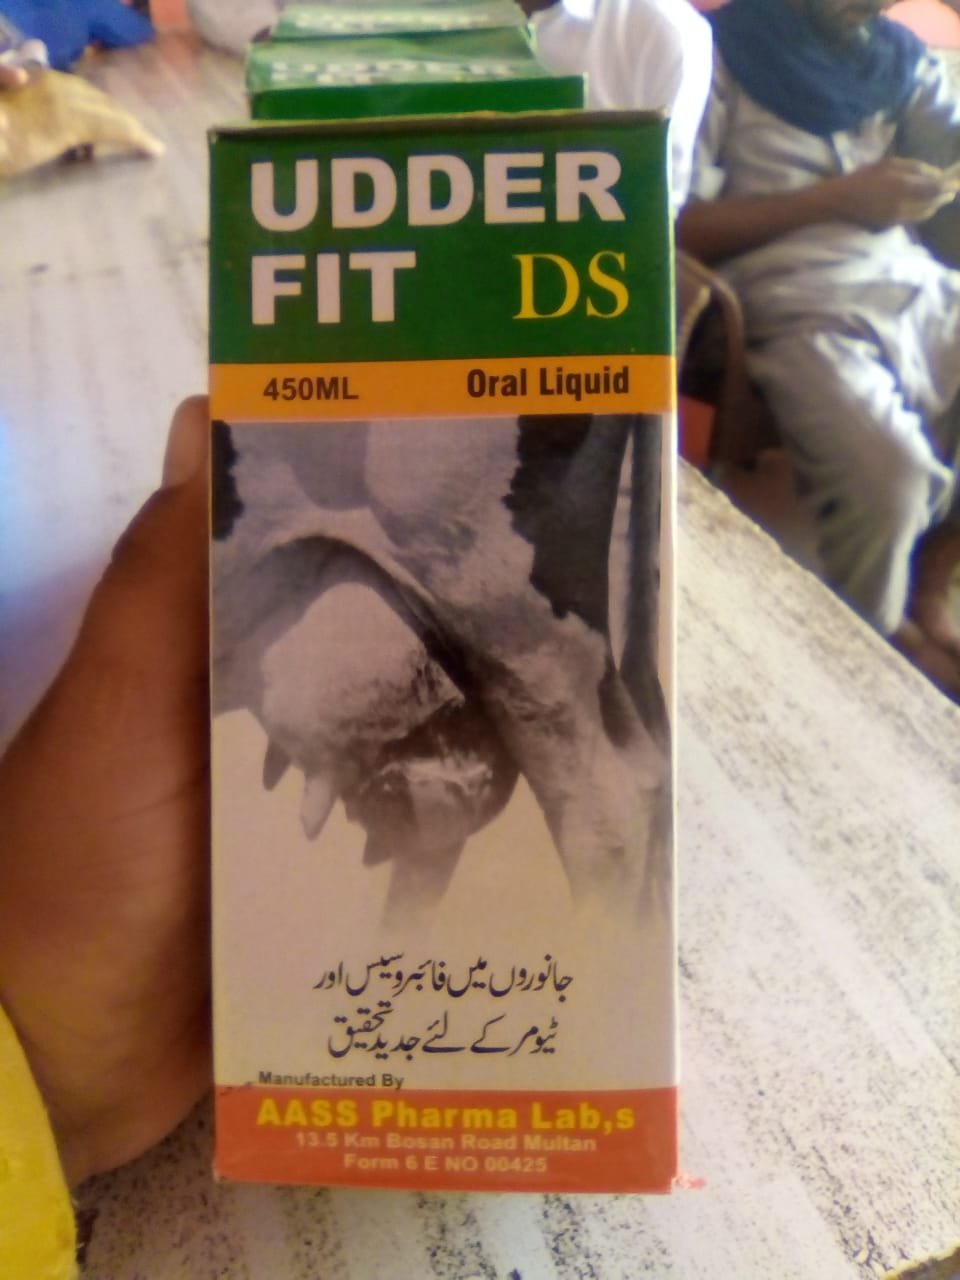 UDDER
FIT DS
450ML Oral Liquid
جانوروں میں فائبروسیس اور
ٹیومر کے لئے جدید تحقیق
Manufactured By
AASS Pharma Lab,s
13.5 Km Bosan Road Multan
Form 6 E NO 00425